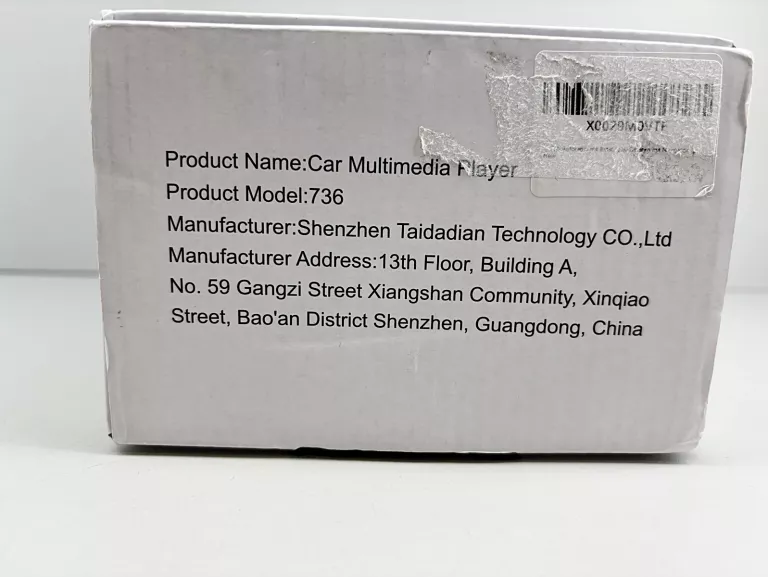 Product Name:Car Multimedia Player
Product Model:736
Manufacturer:Shenzhen Taidadian Technology CO.,Ltd
Manufacturer Address:13th Floor, Building A,
No. 59 Gangzi Street Xiangshan Community, Xinqiao
Street, Bao'an District Shenzhen, Guangdong, China